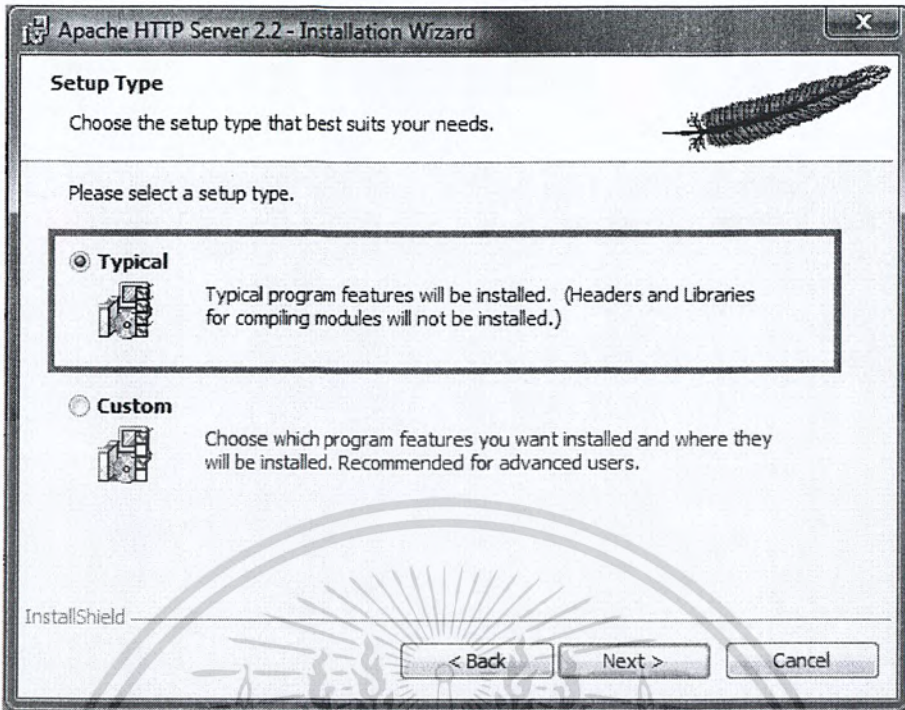 Apache HTTP Server 2.2 - Installation Wizard
X
Setup Type
Choose the setup type that best suits your needs.
Please select a setup type.
Typical
Typical program features will be installed. (Headers and Libraries
for compiling modules will not be installed.)
Custom
Choose which program features you want installed and where they
will be installed. Recommended for advanced users.
InstallShield
< Back
Next >
Cancel